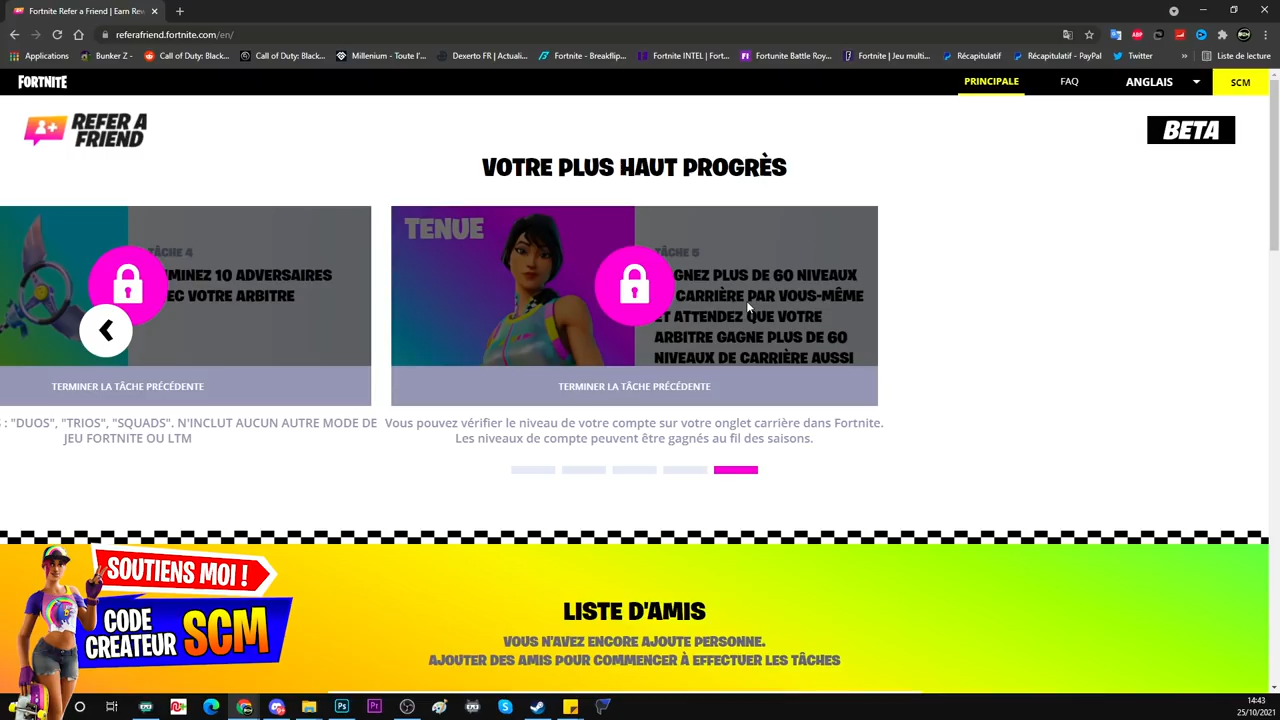 Fortnite Refer a Friend | Earn Rew
referafriend.fortnite.com/en/
Applications
Bunker Z -
Call of Duty: Black...
Call of Duty: Black...
Millenium - Toute l'...
Dexerto FR | Actuali...
Fortnite - Breakflip...
Fortnite INTEL | Fort...
Fortunite Battle Roy...
Fortnite | Jeu multi...
Récapitulatif
Récapitulatif - PayPal
Twitter
»
Liste de lecture
FORTNITE
PRINCIPALE
FAQ
ANGLAIS
SCM
REFER A
FRIEND
BETA
VOTRE PLUS HAUT PROGRÈS
TÂCHE 4
MINEZ 10 ADVERSAIRES
EC VOTRE ARBITRE
TERMINER LA TÂCHE PRÉCÉDENTE
: "DUOS", "TRIOS", "SQUADS". N'INCLUT AUCUN AUTRE MODE DE
JEU FORTNITE OU LTM
TENUE
TÂCHE 5
GNEZ PLUS DE 60 NIVEAUX
CARRIÈRE PAR VOUS-MÊME
ET ATTENDEZ QUE VOTRE
ARBITRE GAGNE PLUS DE 60
NIVEAUX DE CARRIÈRE AUSSI
TERMINER LA TÂCHE PRÉCÉDENTE
Vous pouvez vérifier le niveau de votre compte sur votre onglet carrière dans Fortnite.
Les niveaux de compte peuvent être gagnés au fil des saisons.
SOUTIENS MOI !
CODE
CREATEUR SCM
LISTE D'AMIS
VOUS N'AVEZ ENCORE AJOUTE PERSONNE.
AJOUTER DES AMIS POUR COMMENCER À EFFECTUER LES TÂCHES
14:43
25/10/2021